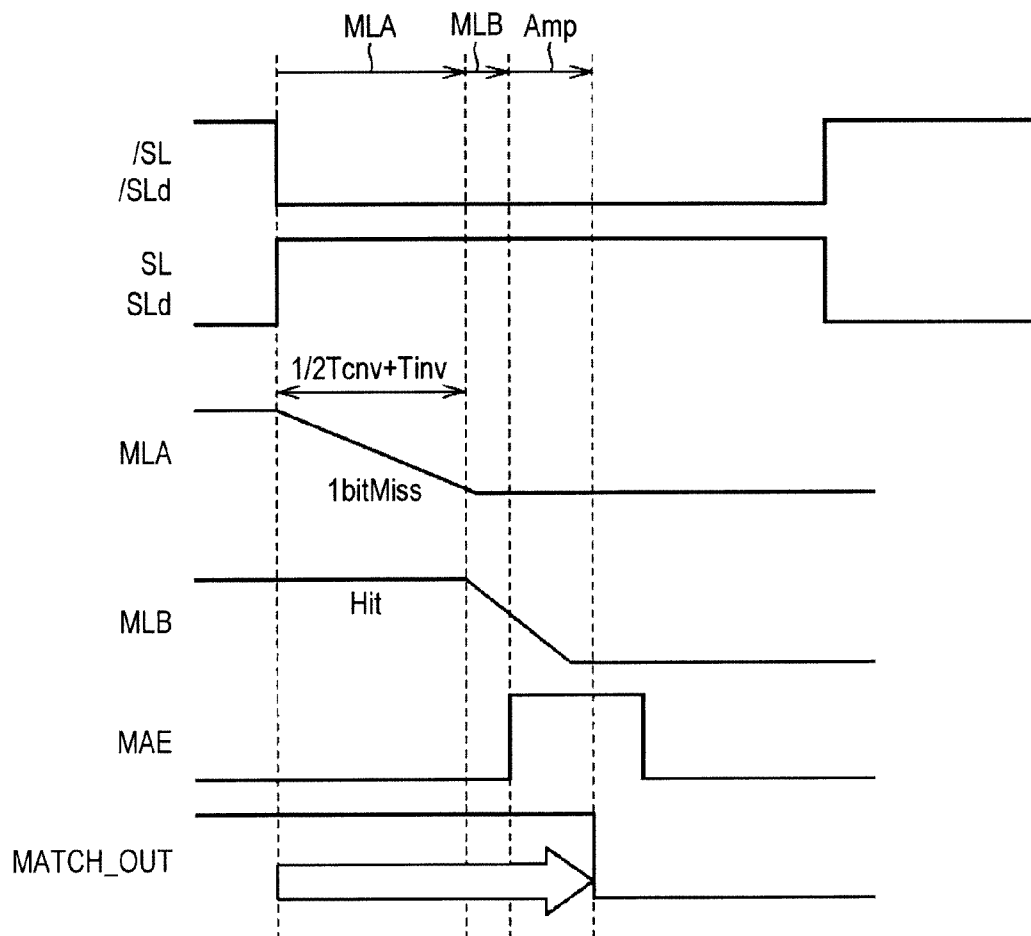 MLA MLB Amp
/SL
/SLd
SL
SLd
1/2Tcnv+Tinv
MLA
1bitMiss
Hit
MLB
MAE
MATCH_OUT